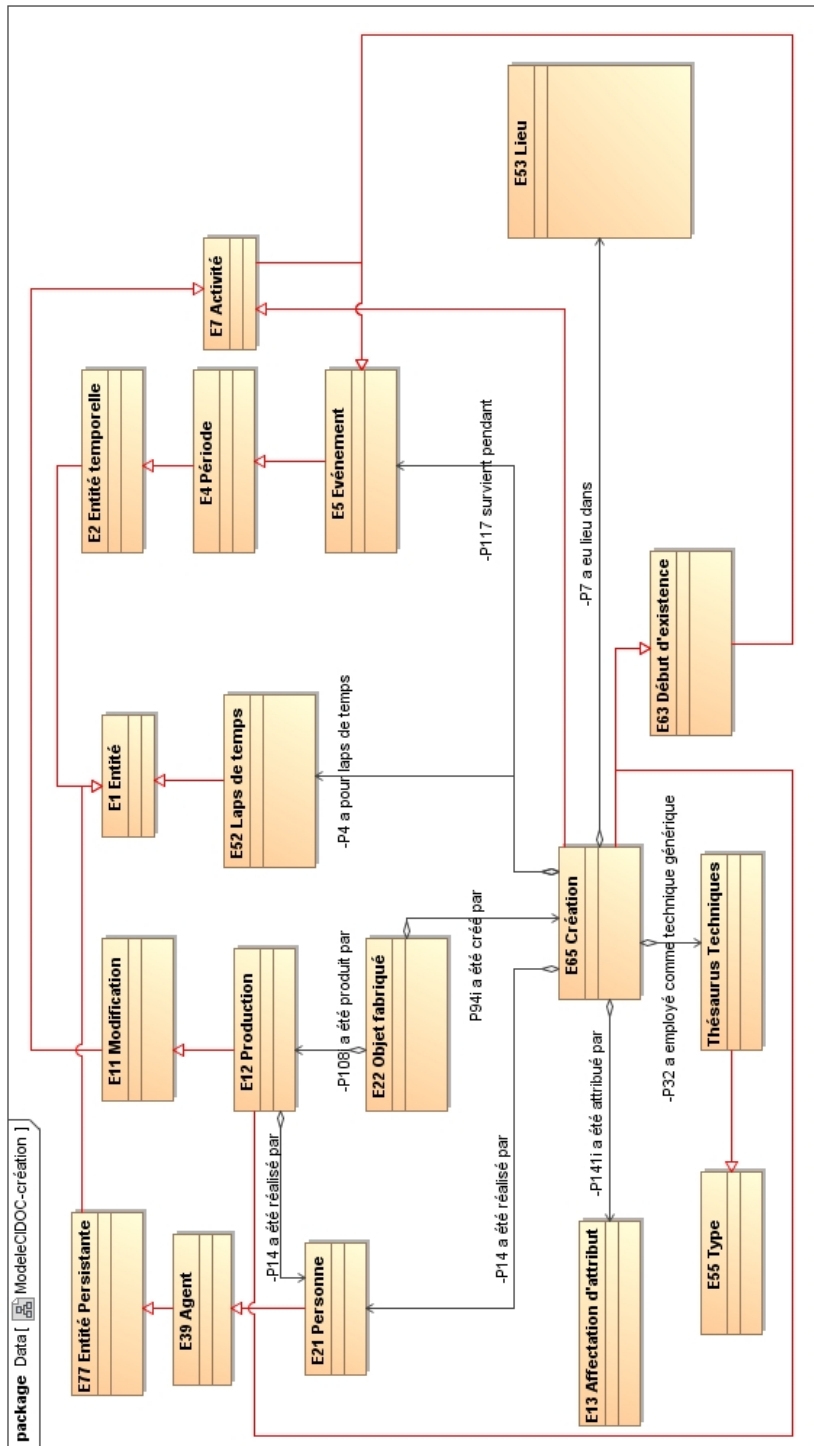 package Data [ ModeleCIDOC-création ]
E77 Entité Persistante
E11 Modification
E1 Entité
E2 Entité temporelle
E7 Activité
E39 Agent
E12 Production
E52 Laps de temps
E4 Période
-P14 a été réalisé par
-P108i a été produit par
E21 Personne
E22 Objet fabriqué
-P4 a pour laps de temps
E5 Evénement
P94i a été créé par
-P14 a été réalisé par
-P117 survient pendant
E53 Lieu
E65 Création
-P7 a eu lieu dans
E13 Affectation d'attribut
-P141i a été attribué par
-P32 a employé comme technique générique
E63 Début d'existence
E55 Type
Thésaurus Techniques